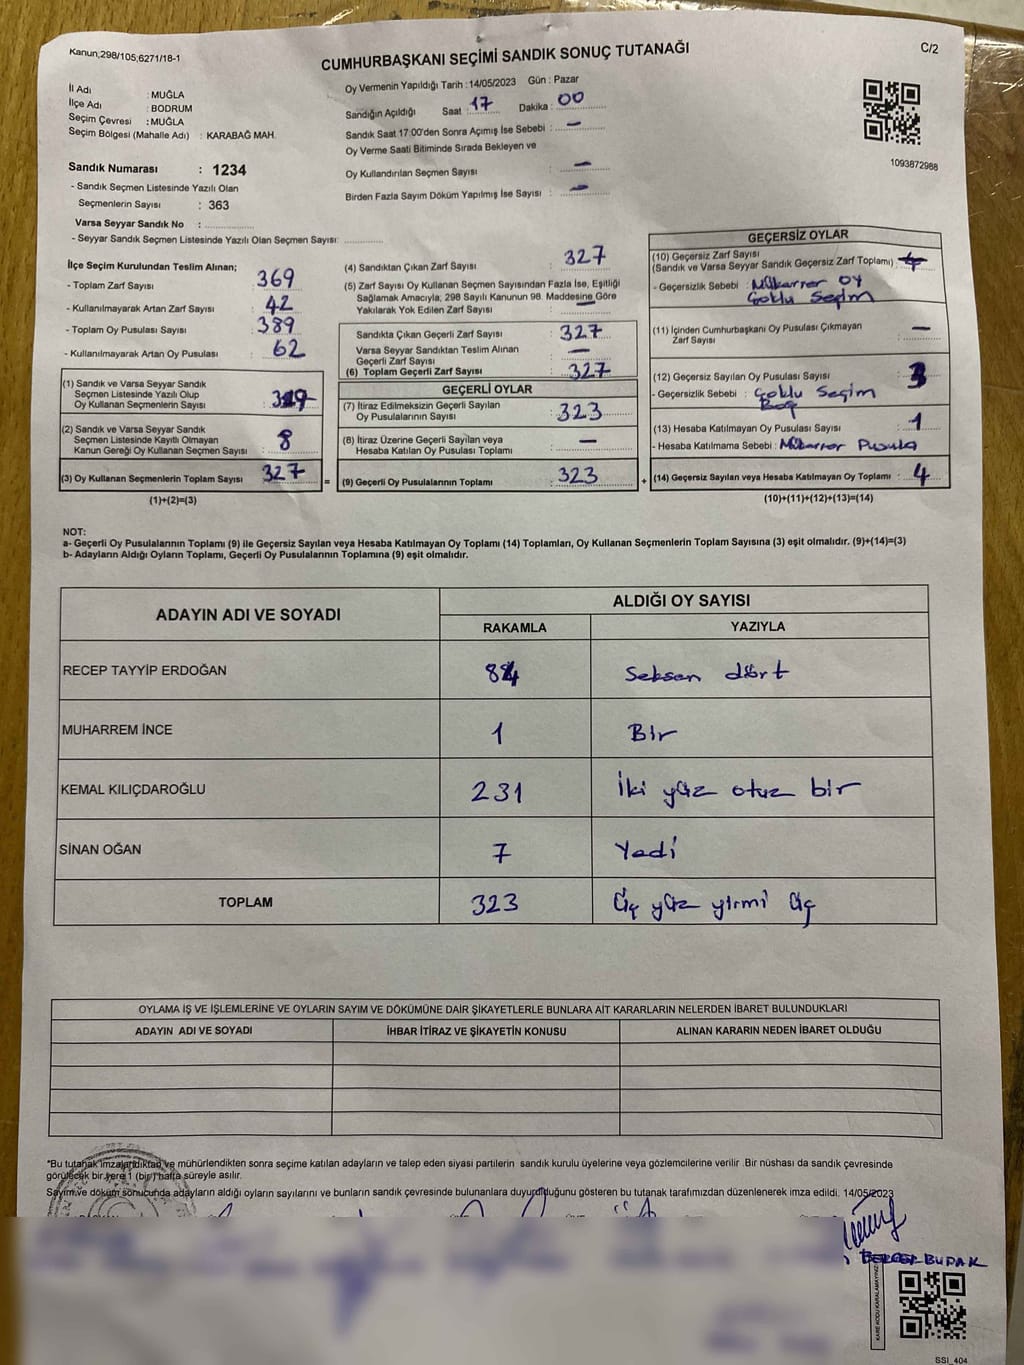 Kanun;298/105;6271/18-1
CUMHURBAŞKANI SEÇİMİ SANDIK SONUÇ TUTANAĞI
C/2
İl Adı : MUĞLA
İlçe Adı : BODRUM
Seçim Çevresi : MUĞLA
Seçim Bölgesi (Mahalle Adı) : KARABAĞ MAH.
Sandık Numarası : 1234
- Sandık Seçmen Listesinde Yazılı Olan
Seçmenlerin Sayısı : 363
Varsa Seyyar Sandık No :
- Seyyar Sandık Seçmen Listesinde Yazılı Olan Seçmen Sayısı:
Oy Vermenin Yapıldığı Tarih :14/05/2023 Gün : Pazar
Sandığın Açıldığı Saat : 17 Dakika : 00
Sandık Saat 17:00'den Sonra Açımış İse Sebebi : —
Oy Verme Saati Bitiminde Sırada Bekleyen ve
Oy Kullandırılan Seçmen Sayısı : —
Birden Fazla Sayım Döküm Yapılmış İse Sayısı : —
1093872988
İlçe Seçim Kurulundan Teslim Alınan;
- Toplam Zarf Sayısı : 369
- Kullanılmayarak Artan Zarf Sayısı : 42
- Toplam Oy Pusulası Sayısı : 389
- Kullanılmayarak Artan Oy Pusulası : 62
(1) Sandık ve Varsa Seyyar Sandık
Seçmen Listesinde Yazılı Olup
Oy Kullanan Seçmenlerin Sayısı : 319
(2) Sandık ve Varsa Seyyar Sandık
Seçmen Listesinde Kayıtlı Olmayan
Kanun Gereği Oy Kullanan Seçmen Sayısı : 8
(3) Oy Kullanan Seçmenlerin Toplam Sayısı : 327
(1)+(2)=(3)
(4) Sandıktan Çıkan Zarf Sayısı : 327
(5) Zarf Sayısı Oy Kullanan Seçmen Sayısından Fazla İse, Eşitliği
Sağlamak Amacıyla; 298 Sayılı Kanunun 98. Maddesine Göre
Yakılarak Yok Edilen Zarf Sayısı : —
Sandıkta Çıkan Geçerli Zarf Sayısı : 327
Varsa Seyyar Sandıktan Teslim Alınan
Geçerli Zarf Sayısı : —
(6) Toplam Geçerli Zarf Sayısı : 327
GEÇERLİ OYLAR
(7) İtiraz Edilmeksizin Geçerli Sayılan
Oy Pusulalarının Sayısı : 323
(8) İtiraz Üzerine Geçerli Sayılan veya
Hesaba Katılan Oy Pusulası Toplamı : —
= (9) Geçerli Oy Pusulalarının Toplamı : 323
GEÇERSİZ OYLAR
(10) Geçersiz Zarf Sayısı
(Sandık ve Varsa Seyyar Sandık Geçersiz Zarf Toplamı) :
- Geçersizlik Sebebi : Mükarrer oy
Çoklu Seçim
(11) İçinden Cumhurbaşkanı Oy Pusulası Çıkmayan
Zarf Sayısı : —
(12) Geçersiz Sayılan Oy Pusulası Sayısı : 3
- Geçersizlik Sebebi : Çoklu Seçim
Boş
(13) Hesaba Katılmayan Oy Pusulası Sayısı : 1
- Hesaba Katılmama Sebebi : Mükarrer Pusula
+ (14) Geçersiz Sayılan veya Hesaba Katılmayan Oy Toplamı : 4
(10)+(11)+(12)+(13)=(14)
NOT:
a- Geçerli Oy Pusulalarının Toplamı (9) ile Geçersiz Sayılan veya Hesaba Katılmayan Oy Toplamı (14) Toplamları, Oy Kullanan Seçmenlerin Toplam Sayısına (3) eşit olmalıdır. (9)+(14)=(3)
b- Adayların Aldığı Oyların Toplamı, Geçerli Oy Pusulalarının Toplamına (9) eşit olmalıdır.
ADAYIN ADI VE SOYADI ALDIĞI OY SAYISI
RAKAMLA YAZIYLA
RECEP TAYYİP ERDOĞAN 84 Seksen dört
MUHARREM İNCE 1 Bir
KEMAL KILIÇDAROĞLU 231 İki yüz otuz bir
SİNAN OĞAN 7 Yedi
TOPLAM 323 Üç yüz yirmi üç
OYLAMA İŞ VE İŞLEMLERİNE VE OYLARIN SAYIM VE DÖKÜMÜNE DAİR ŞİKAYETLERLE BUNLARA AİT KARARLARIN NELERDEN İBARET BULUNDUKLARI
ADAYIN ADI VE SOYADI İHBAR İTİRAZ VE ŞİKAYETİN KONUSU ALINAN KARARIN NEDEN İBARET OLDUĞU
*Bu tutanak imzalandıktan ve mühürlendikten sonra seçime katılan adayların ve talep eden siyasi partilerin sandık kurulu üyelerine veya gözlemcilerine verilir .Bir nüshası da sandık çevresinde
görülecek bir yere 1 (bir) hafta süreyle asılır.
Sayım ve döküm sonucunda adayların aldığı oyların sayılarını ve bunların sandık çevresinde bulunanlara duyurulduğunu gösteren bu tutanak tarafımızdan düzenlenerek imza edildi. 14/05/2023
BUDAK
KARE KODU KARALAMAYINIZ
SSI_404